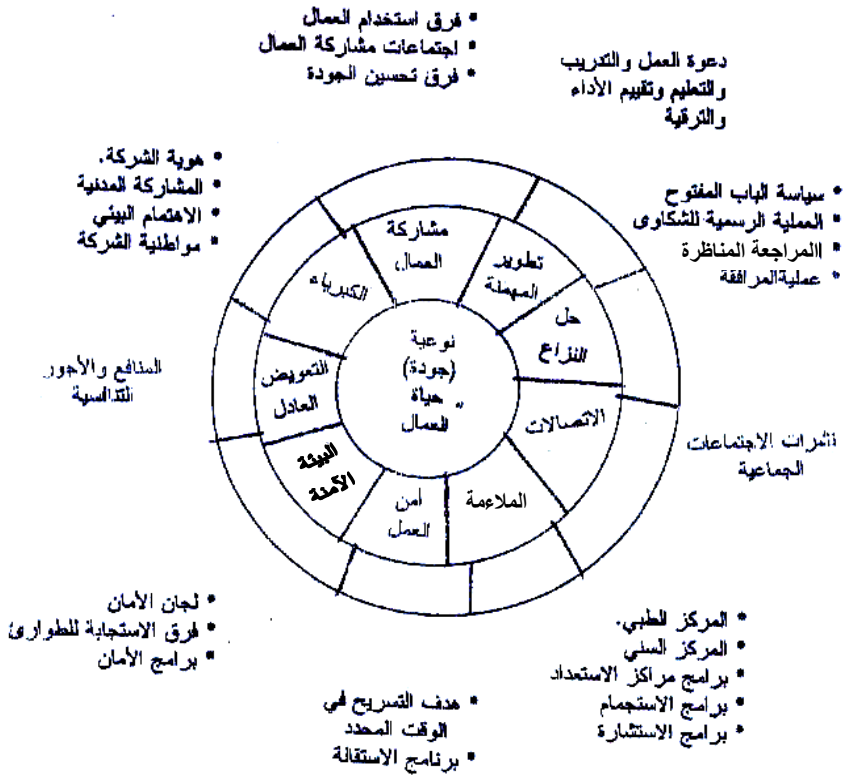 • فرق استخدام العمال
• اجتماعات مشاركة العمال
• فرق تحسين الجودة
دعوة العمل والتدريب
والتعليم وتقييم الأداء
والترقية
• هوية الشركة.
• المشاركة المدنية
• الاهتمام البيئي
• مواطنية الشركة
• سياسة الباب المفتوح
• العملية الرسمية للشكاوى
• االمراجعة المناظرة
• عمليةالمرافقة
مشاركة
العمال
تطوير
المهنة
حل
النزاع
الاتصالات
الملاءمة
أمن
العمل
البيئة
الآمنة
التعويض
العادل
الكبرياء
نوعية
(جودة)
حياة
العمال
المنافع والأجور
التنافسية
نشرات الاجتماعات
الجماعية
• لجان الأمان
• فرق الاستجابة للطوارئ
• برامج الأمان
• هدف التسريح في
الوقت المحدد
• برنامج الاستقالة
• المركز الطبي.
• المركز السني
• برامج مراكز الاستعداد
• برامج الاستجمام
• برامج الاستشارة